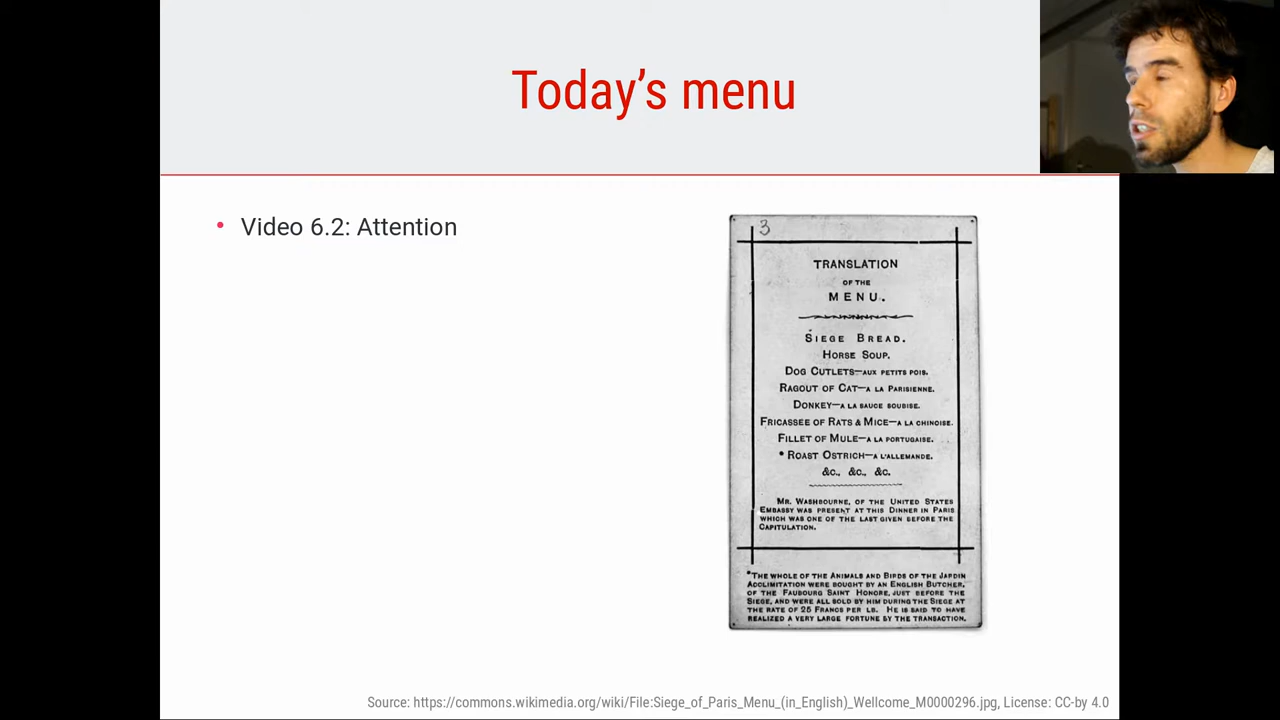 Today’s menu
• Video 6.2: Attention
3
TRANSLATION
OF THE
MENU.
SIEGE BREAD.
HORSE SOUP.
DOG CUTLETS—AUX PETITS POIS.
RAGOUT OF CAT—A LA PARISIENNE.
DONKEY—A LA SAUCE SOUBISE.
FRICASSEE OF RATS & MICE—A LA CHINOISE.
FILLET OF MULE—A LA PORTUGAISE.
* ROAST OSTRICH—A L'ALLEMANDE.
&c., &c., &c.
MR. WASHBOURNE, OF THE UNITED STATES
EMBASSY WAS PRESENT AT THIS DINNER IN PARIS
WHICH WAS ONE OF THE LAST GIVEN BEFORE THE
CAPITULATION.
*THE WHOLE OF THE ANIMALS AND BIRDS OF THE JARDIN
ACCLIMITATION WERE BOUGHT BY AN ENGLISH BUTCHER,
OF THE FAUBOURG SAINT HONORE, JUST BEFORE THE
SIEGE, AND WERE ALL SOLD BY HIM DURING THE SIEGE AT
THE RATE OF 25 FRANCS PER LB. HE IS SAID TO HAVE
REALIZED A VERY LARGE FORTUNE BY THE TRANSACTION.
Source: https://commons.wikimedia.org/wiki/File:Siege_of_Paris_Menu_(in_English)_Wellcome_M0000296.jpg, License: CC-by 4.0